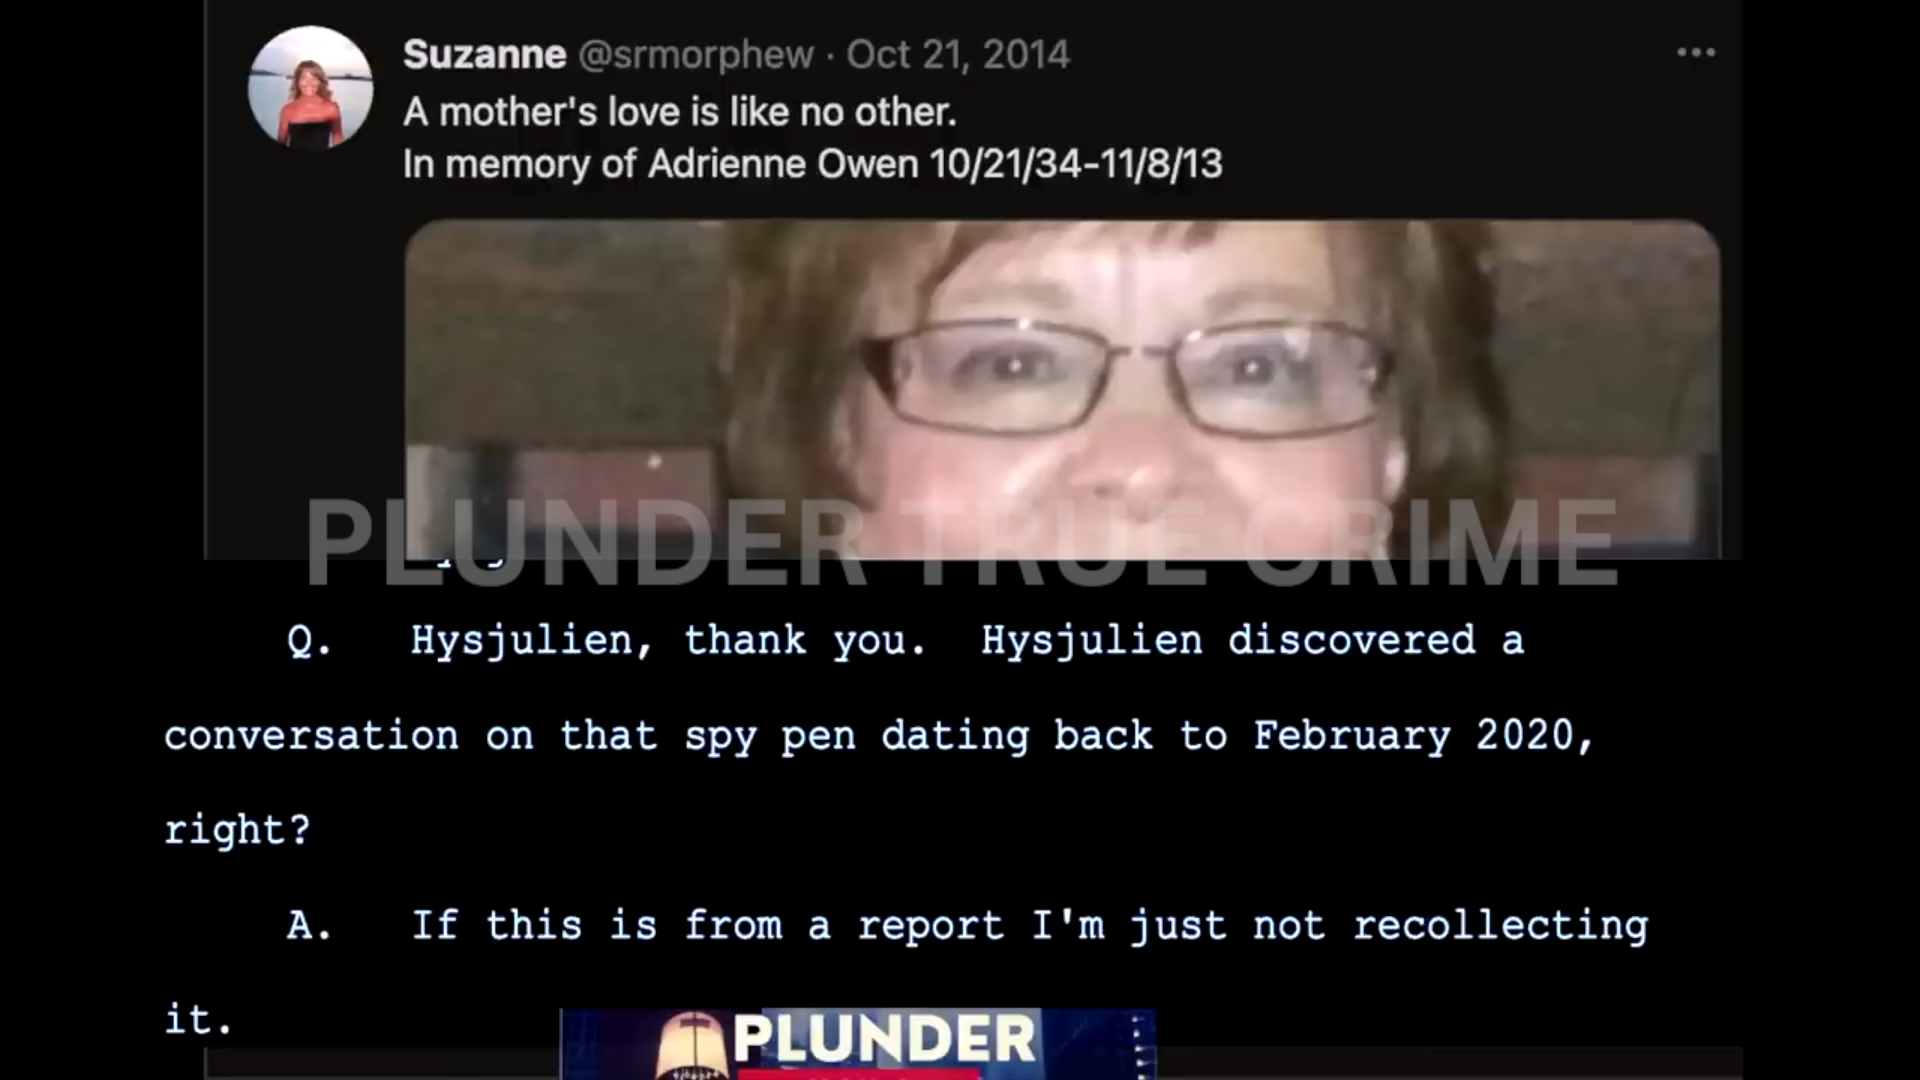 Suzanne @srmorphew · Oct 21, 2014
A mother's love is like no other.
In memory of Adrienne Owen 10/21/34-11/8/13
PLUNDER TRUE CRIME
Q. Hysjulien, thank you. Hysjulien discovered a
conversation on that spy pen dating back to February 2020,
right?
A. If this is from a report I'm just not recollecting
it.
PLUNDER